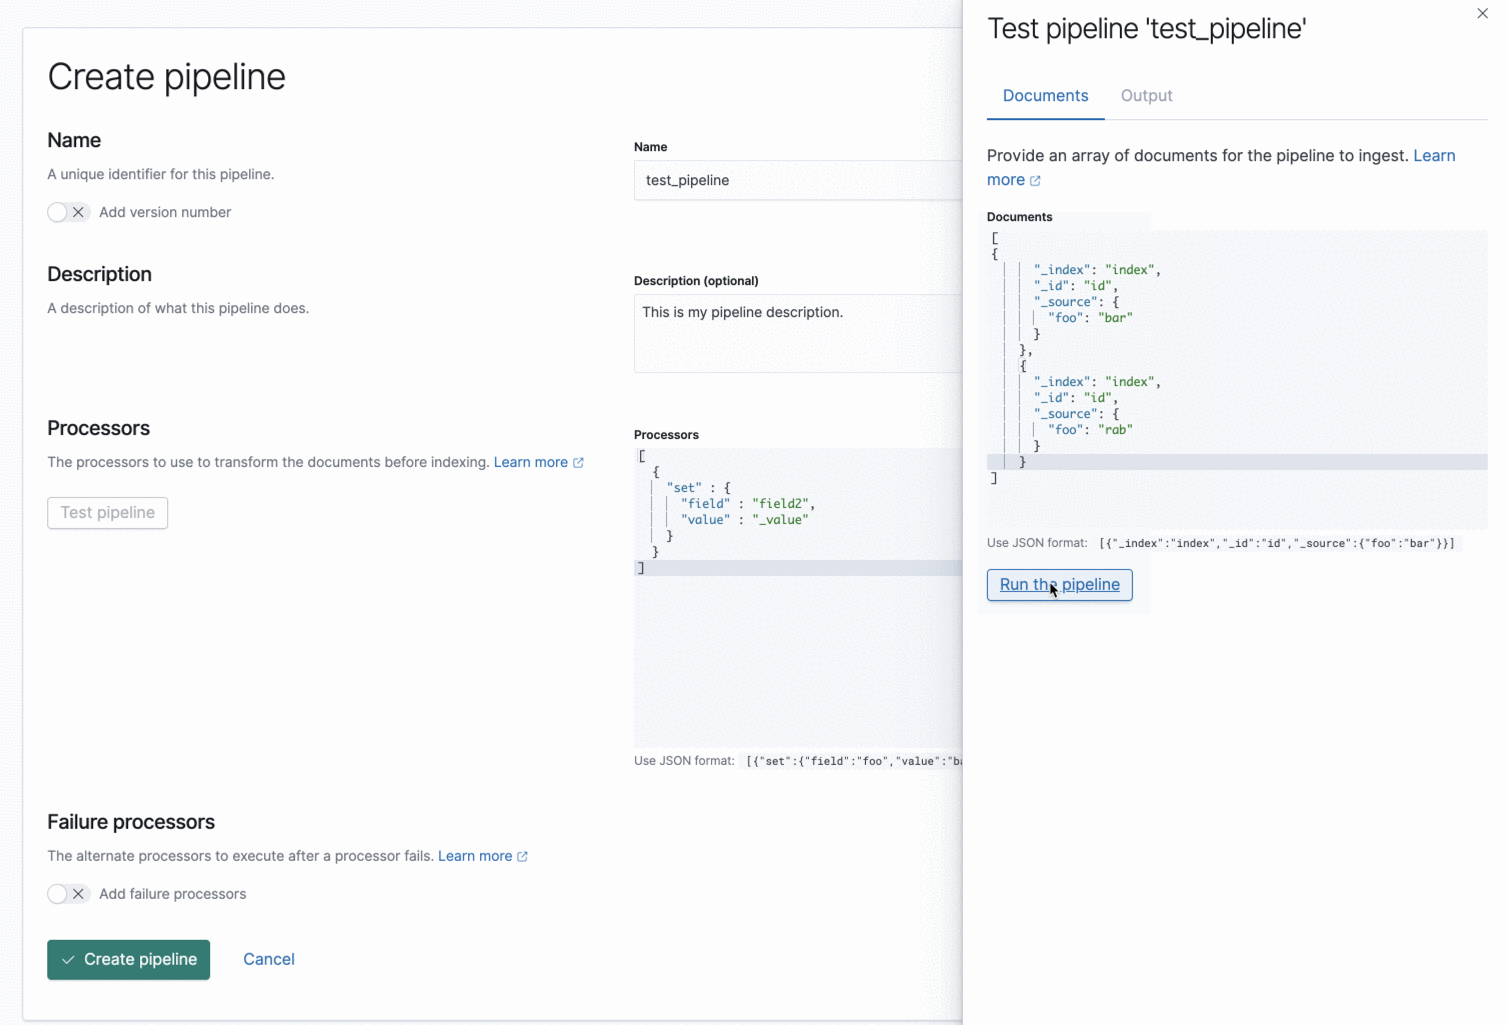 Create pipeline
Name
A unique identifier for this pipeline.
Add version number
Name
test_pipeline
Description
A description of what this pipeline does.
Description (optional)
This is my pipeline description.
Processors
The processors to use to transform the documents before indexing. Learn more
Test pipeline
Processors
[
  {
    "set" : {
      "field" : "field2",
      "value" : "_value"
    }
  }
]
Use JSON format: [{"set":{"field":"foo","value":"ba
Failure processors
The alternate processors to execute after a processor fails. Learn more
Add failure processors
Create pipeline
Cancel
Test pipeline 'test_pipeline'
Documents
Output
Provide an array of documents for the pipeline to ingest. Learn
more
Documents
[
{
      "_index": "index",
      "_id": "id",
      "_source": {
        "foo": "bar"
      }
    },
    {
      "_index": "index",
      "_id": "id",
      "_source": {
        "foo": "rab"
      }
    }
]
Use JSON format: [{"_index":"index","_id":"id","_source":{"foo":"bar"}}]
Run the pipeline